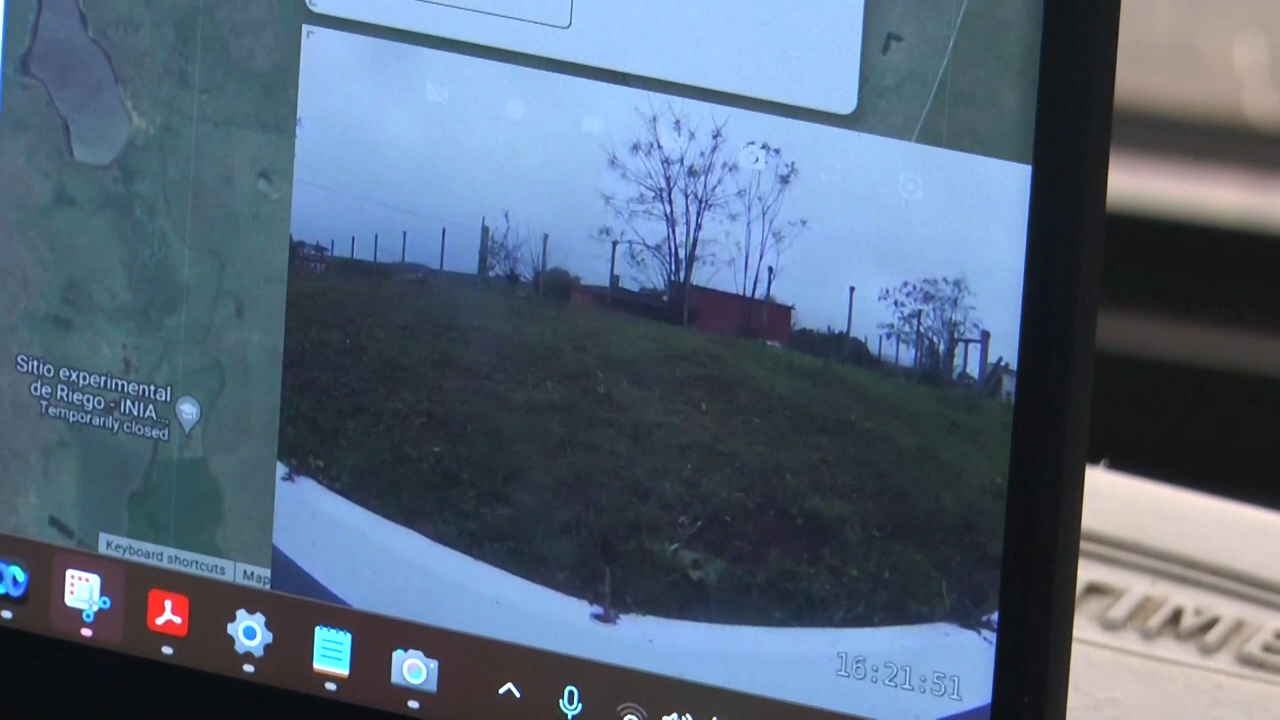 Sitio experimental
de Riego - INIA...
Temporarily closed
Keyboard shortcuts
Map
16:21:51